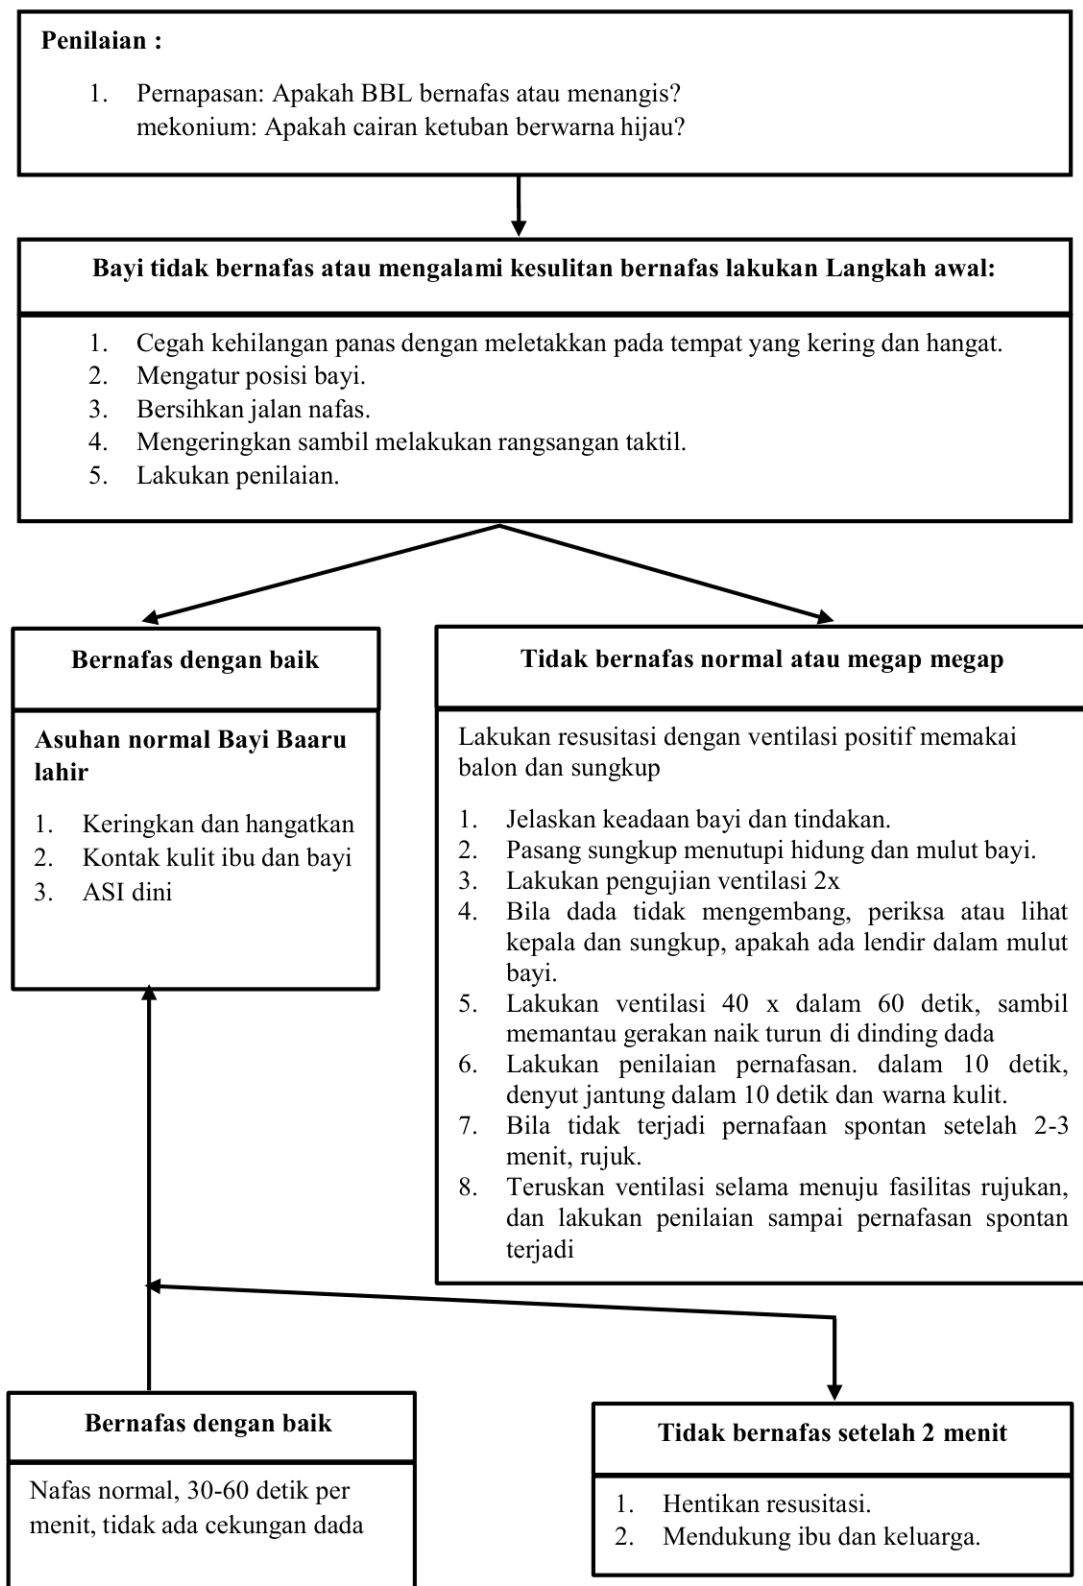 Penilaian :
1. Pernapasan: Apakah BBL bernafas atau menangis?
mekonium: Apakah cairan ketuban berwarna hijau?
Bayi tidak bernafas atau mengalami kesulitan bernafas lakukan Langkah awal:
1. Cegah kehilangan panas dengan meletakkan pada tempat yang kering dan hangat.
2. Mengatur posisi bayi.
3. Bersihkan jalan nafas.
4. Mengeringkan sambil melakukan rangsangan taktil.
5. Lakukan penilaian.
Bernafas dengan baik
Asuhan normal Bayi Baaru
lahir
1. Keringkan dan hangatkan
2. Kontak kulit ibu dan bayi
3. ASI dini
Tidak bernafas normal atau megap megap
Lakukan resusitasi dengan ventilasi positif memakai
balon dan sungkup
1. Jelaskan keadaan bayi dan tindakan.
2. Pasang sungkup menutupi hidung dan mulut bayi.
3. Lakukan pengujian ventilasi 2x
4. Bila dada tidak mengembang, periksa atau lihat
kepala dan sungkup, apakah ada lendir dalam mulut
bayi.
5. Lakukan ventilasi 40 x dalam 60 detik, sambil
memantau gerakan naik turun di dinding dada
6. Lakukan penilaian pernafasan. dalam 10 detik,
denyut jantung dalam 10 detik dan warna kulit.
7. Bila tidak terjadi pernafaan spontan setelah 2-3
menit, rujuk.
8. Teruskan ventilasi selama menuju fasilitas rujukan,
dan lakukan penilaian sampai pernafasan spontan
terjadi
Bernafas dengan baik
Nafas normal, 30-60 detik per
menit, tidak ada cekungan dada
Tidak bernafas setelah 2 menit
1. Hentikan resusitasi.
2. Mendukung ibu dan keluarga.